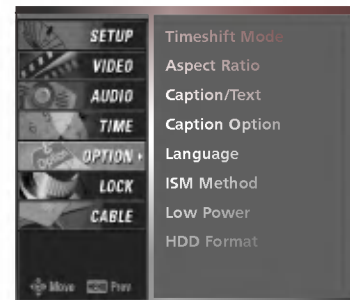 SETUP
VIDEO
AUDIO
TIME
OPTION
LOCK
CABLE
Move Prev
Timeshift Mode
Aspect Ratio
Caption/Text
Caption Option
Language
ISM Method
Low Power
HDD Format